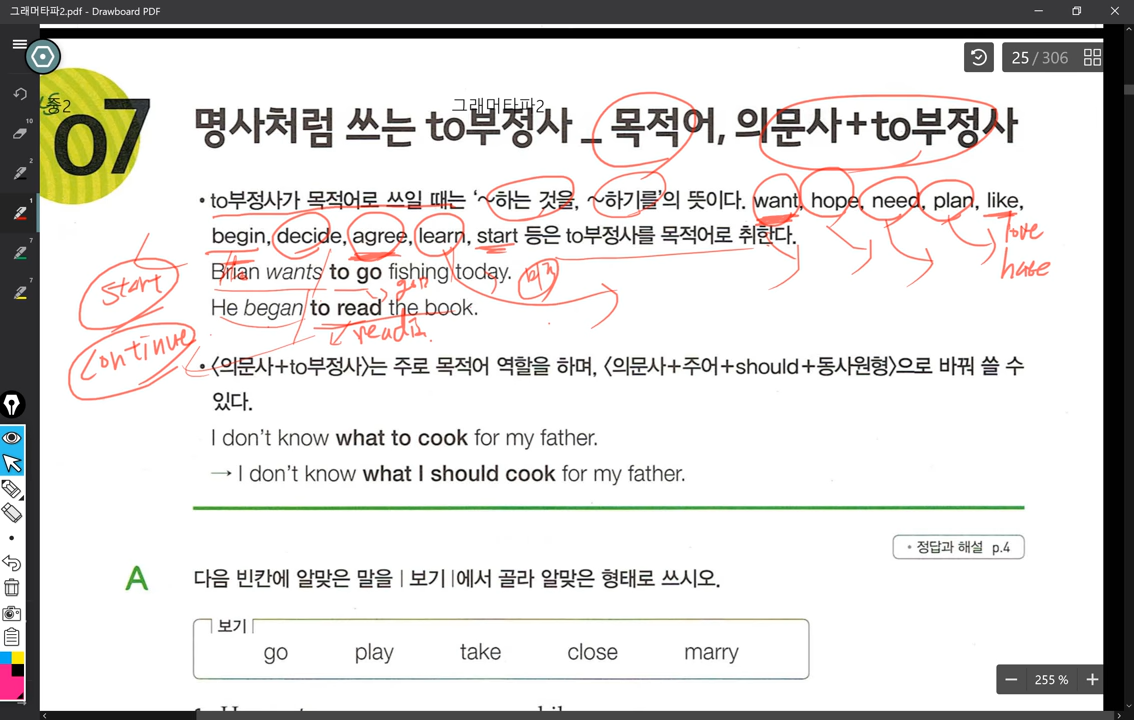 그래머타파2.pdf - Drawboard PDF
25 / 306
중2
그래머타파2
07
명사처럼 쓰는 to부정사 _ 목적어, 의문사+to부정사
• to부정사가 목적어로 쓰일 때는 '~하는 것을, ~하기를'의 뜻이다. want, hope, need, plan, like,
love
begin, decide, agree, learn, start 등은 to부정사를 목적어로 취한다.
hate
Brian wants to go fishing today.
start
He began to read the book.
continue
• 〈의문사+to부정사〉는 주로 목적어 역할을 하며, 〈의문사+주어+should+동사원형〉으로 바꿔 쓸 수
있다.
I don't know what to cook for my father.
→ I don't know what I should cook for my father.
• 정답과 해설 p.4
A 다음 빈칸에 알맞은 말을 | 보기 |에서 골라 알맞은 형태로 쓰시오.
보기
go play take close marry
255 %